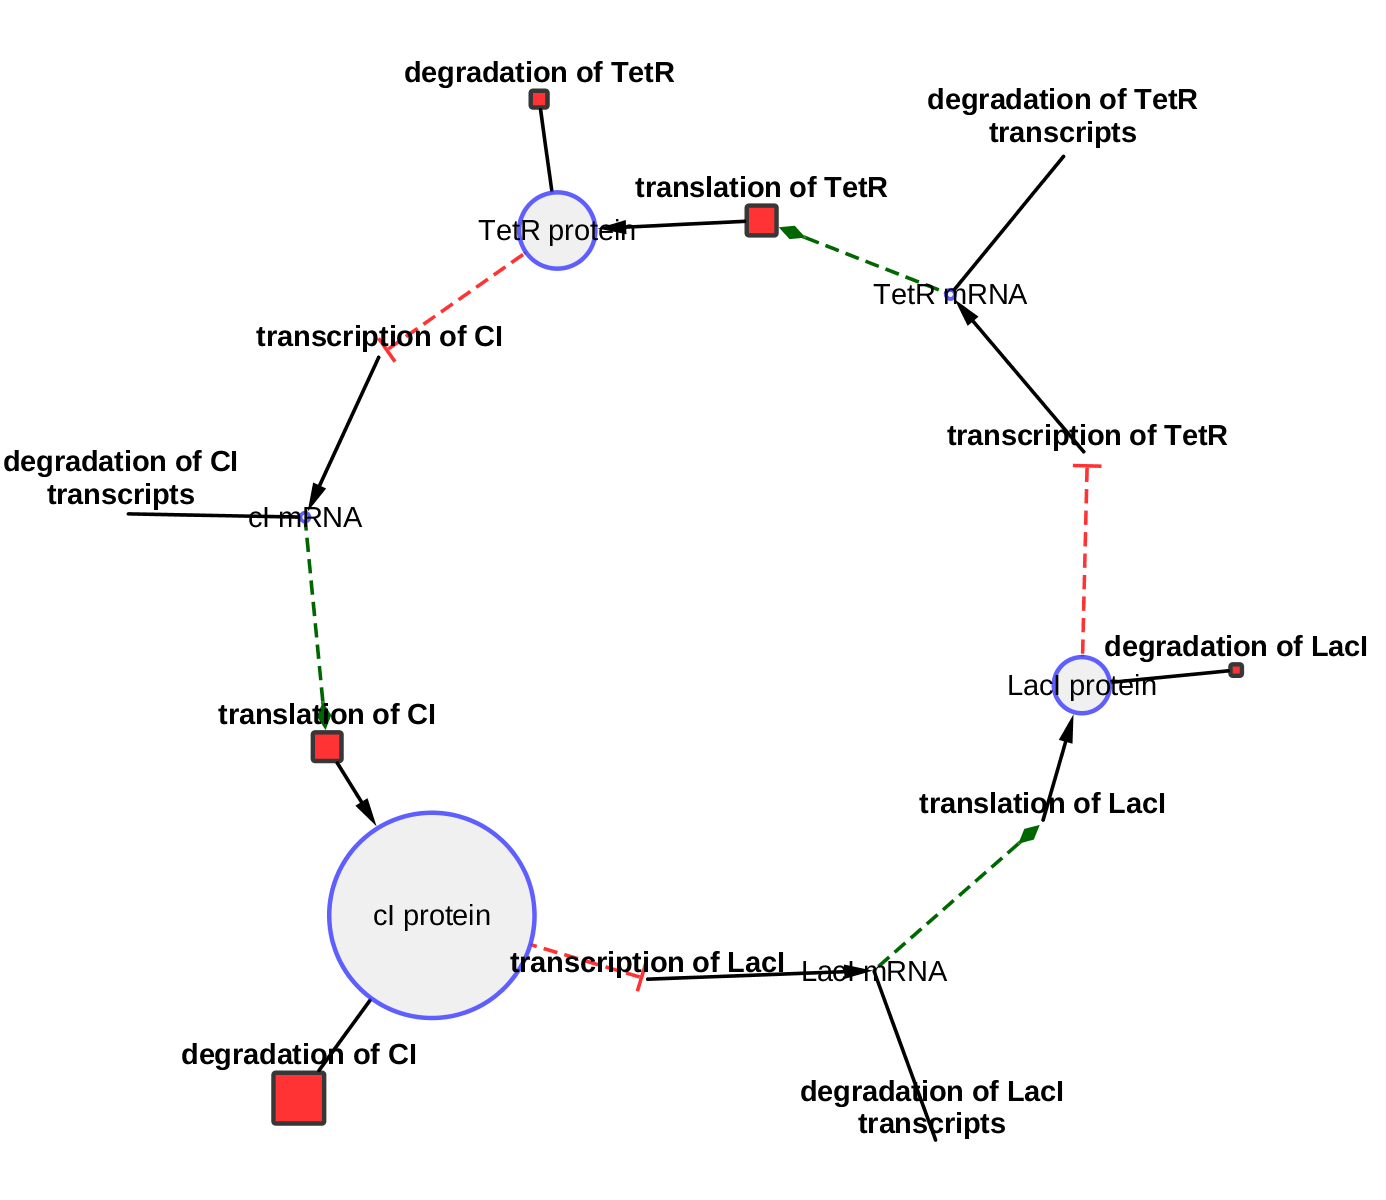 degradation of TetR
degradation of TetR
transcripts
translation of TetR
TetR protein
TetR mRNA
transcription of CI
transcription of TetR
degradation of CI
transcripts
cI mRNA
degradation of LacI
LacI protein
translation of CI
translation of LacI
cI protein
transcription of LacI
LacI mRNA
degradation of CI
degradation of LacI
transcripts